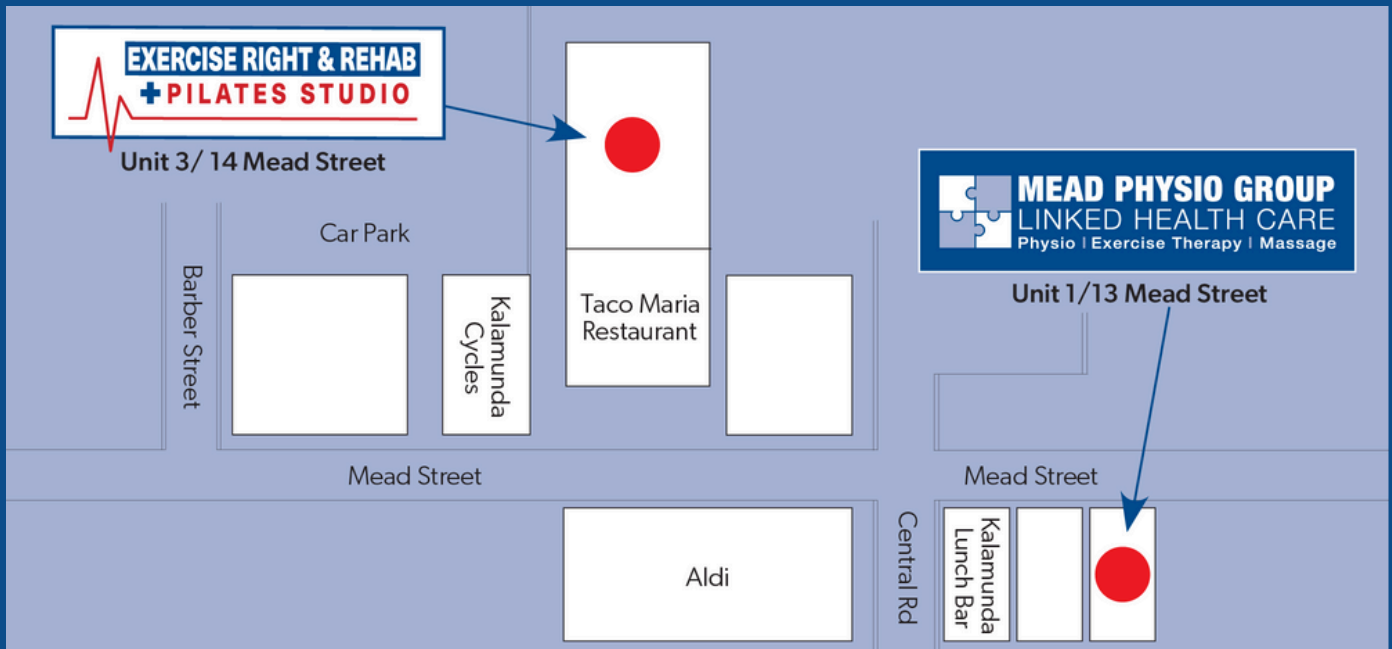 EXERCISE RIGHT & REHAB
+PILATES STUDIO
Unit 3/ 14 Mead Street
MEAD PHYSIO GROUP
LINKED HEALTH CARE
Physio | Exercise Therapy | Massage
Unit 1/13 Mead Street
Car Park
Barber Street
Kalamunda
Cycles
Taco Maria
Restaurant
Mead Street
Mead Street
Aldi
Central Rd
Kalamunda
Lunch Bar